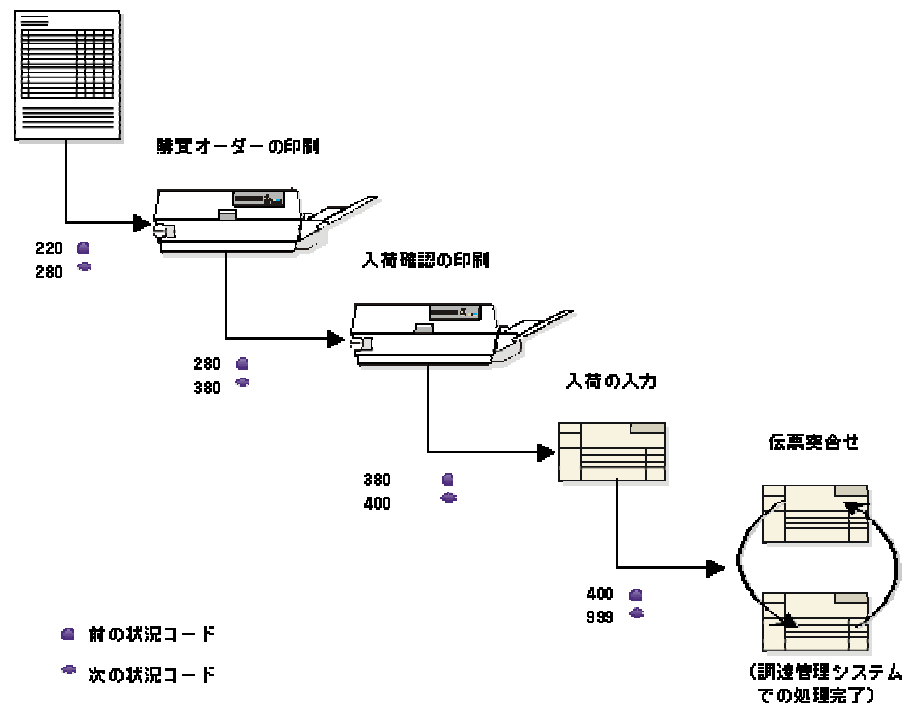 購買オーダーの印刷
220
280
入荷確認の印刷
280
380
入荷の入力
380
400
伝票突合せ
400
999
前の状況コード
次の状況コード
(調達管理システム
での処理完了)